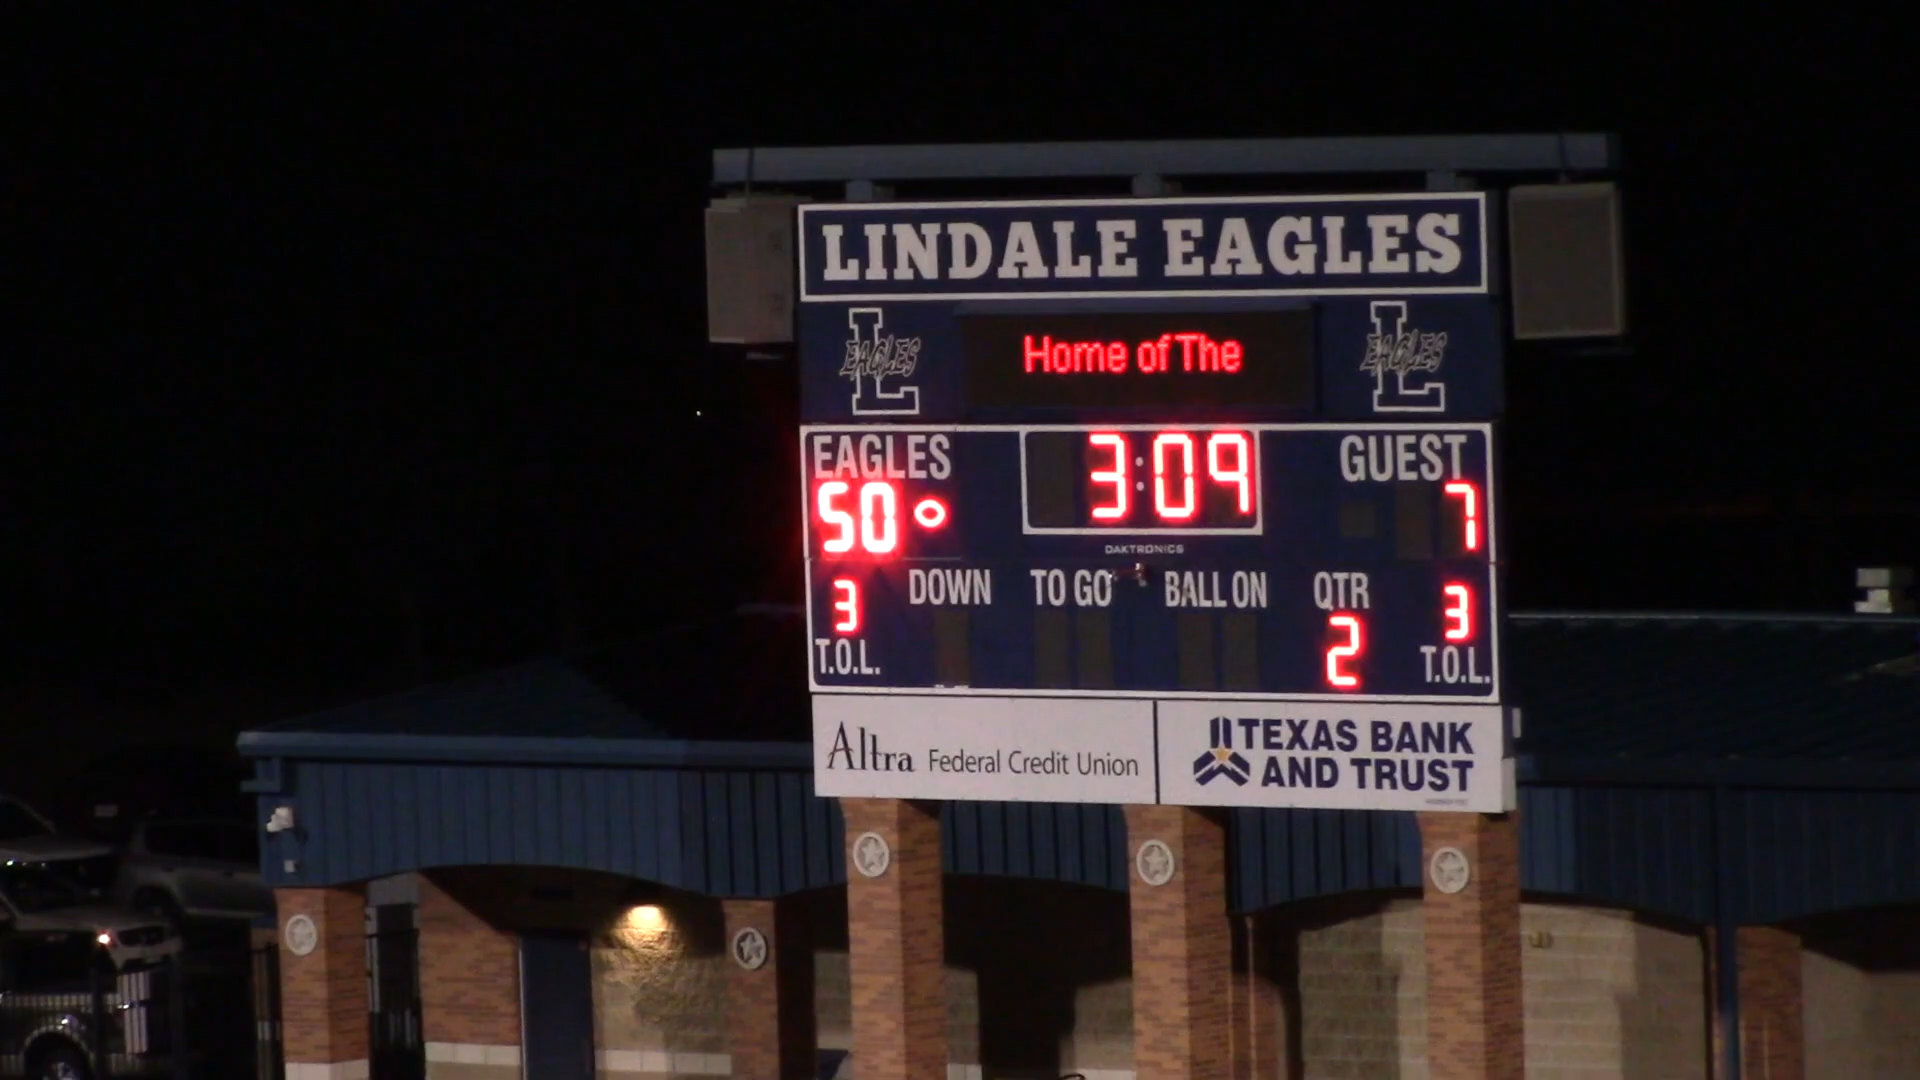 LINDALE EAGLES
L EAGLES
Home of The
L EAGLES
EAGLES 3:09 GUEST
50 7
DAKTRONICS
3 DOWN TO GO BALL ON QTR 3
T.O.L. 2 T.O.L.
Altra Federal Credit Union
TEXAS BANK
AND TRUST